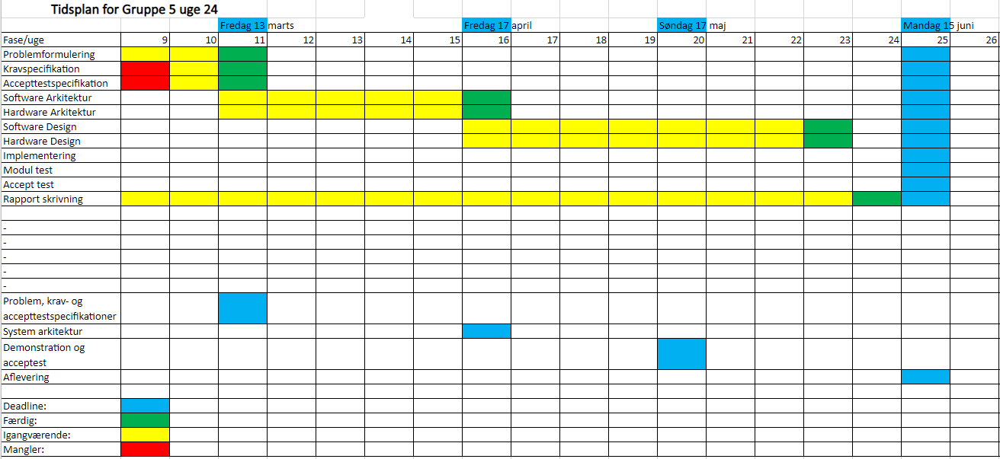 Tidsplan for Gruppe 5 uge 24
Fredag 13 marts Fredag 17 april Søndag 17 maj Mandag 15 juni
Fase/uge 9 10 11 12 13 14 15 16 17 18 19 20 21 22 23 24 25 26
Problemformulering
Kravspecifikation
Accepttestspecifikation
Software Arkitektur
Hardware Arkitektur
Software Design
Hardware Design
Implementering
Modul test
Accept test
Rapport skrivning
-
-
-
-
-
Problem, krav- og
accepttestspecifikationer
System arkitektur
Demonstration og
acceptest
Aflevering
Deadline:
Færdig:
Igangværende:
Mangler: